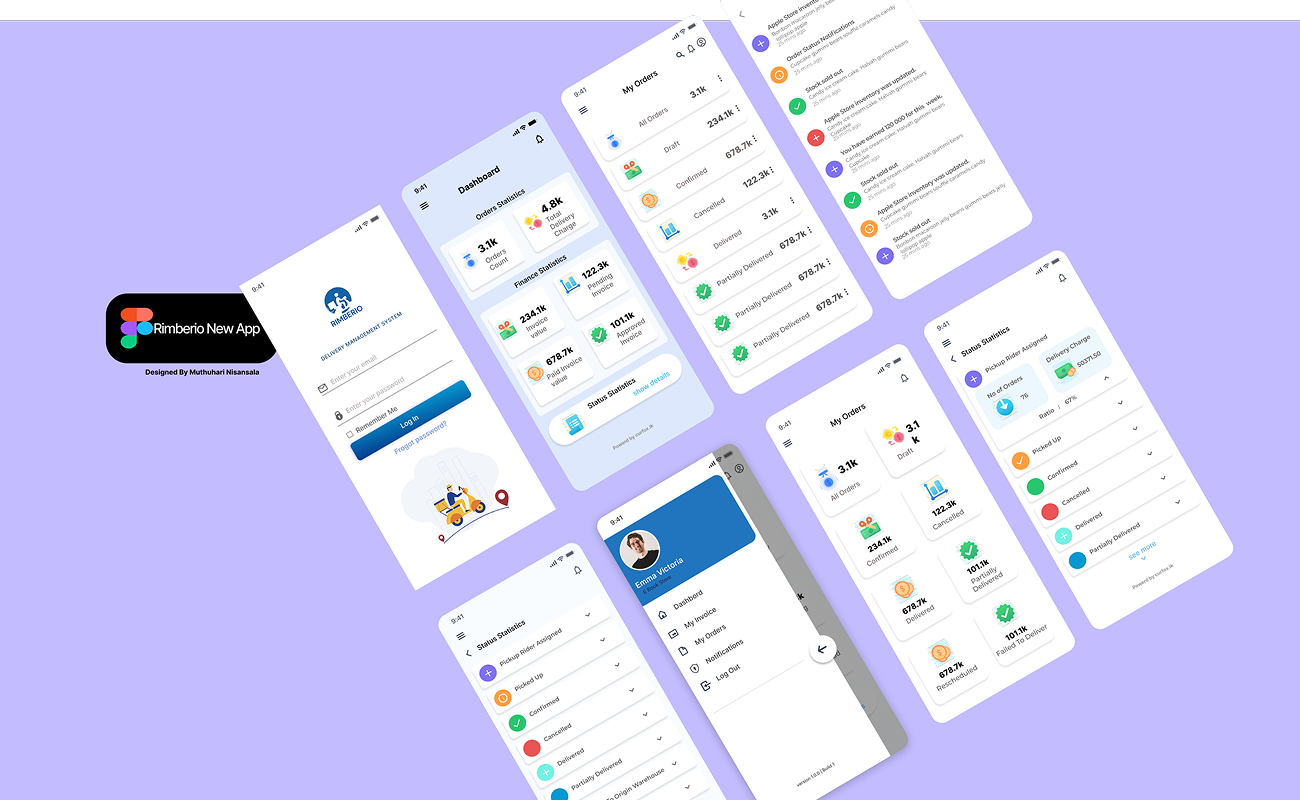 Rimberio New App
Designed By Muthuhari Nisansala
9:41
RIMBERIO
DELIVERY MANAGEMENT SYSTEM
Enter your email
Enter your password
Remember Me
Log In
Frogot password?
9:41
Dashboard
Orders Statistics
3.1k
Orders
Count
4.8k
Total
Delivery
Charge
Finance Statistics
234.1k
Invoice
value
122.3k
Pending
Invoice
678.7k
Paid Invoice
value
101.1k
Approved
Invoice
Status Statistics
show details
Powerd by curfox.lk
9:41
My Orders
All Orders
3.1k
Draft
234.1k
Confirmed
678.7k
Cancelled
122.3k
Delivered
3.1k
Partially Delivered
678.7k
Partially Delivered
678.7k
Partially Delivered
678.7k
Apple Store inventory
Bonbon macaroon jelly
lollipop apple
25 mins ago
Order Status Notifications
Cupcake gummi bears soufflé caramels candy
25 mins ago
Stock sold out
Candy ice cream cake. Halvah gummi bears
25 mins ago
Apple Store inventory was updated.
Candy ice cream cake. Halvah gummi bears
Cupcake
25 mins ago
You have earned 120 000 for this week.
Candy ice cream cake. Halvah gummi bears
Cupcake
25 mins ago
Stock sold out
Candy ice cream cake. Halvah gummi bears
25 mins ago
Apple Store inventory was updated.
Cupcake gummi bears soufflé caramels candy
25 mins ago
Stock sold out
Bonbon macaroon jelly beans gummi bears jelly
lollipop apple
25 mins ago
9:41
Status Statistics
Pickup Rider Assigned
Picked Up
Confirmed
Cancelled
Delivered
Partially Delivered
To Origin Warehouse
9:41
Emma Victoria
Dashbord
My Invoice
My Orders
Notifications
Log Out
version 1.0.0 | Build 1
9:41
My Orders
3.1k
All Orders
3.1
k
Draft
234.1k
Confirmed
122.3k
Cancelled
678.7k
Delivered
101.1k
Partially
Delivered
678.7k
Rescheduled
101.1k
Failed To Deliver
9:41
Status Statistics
Pickup Rider Assigned
No of Orders
76
Delivery Charge
50371.50
Ratio : 67%
Picked Up
Confirmed
Cancelled
Delivered
Partially Delivered
see more
Powerd by curfox.lk